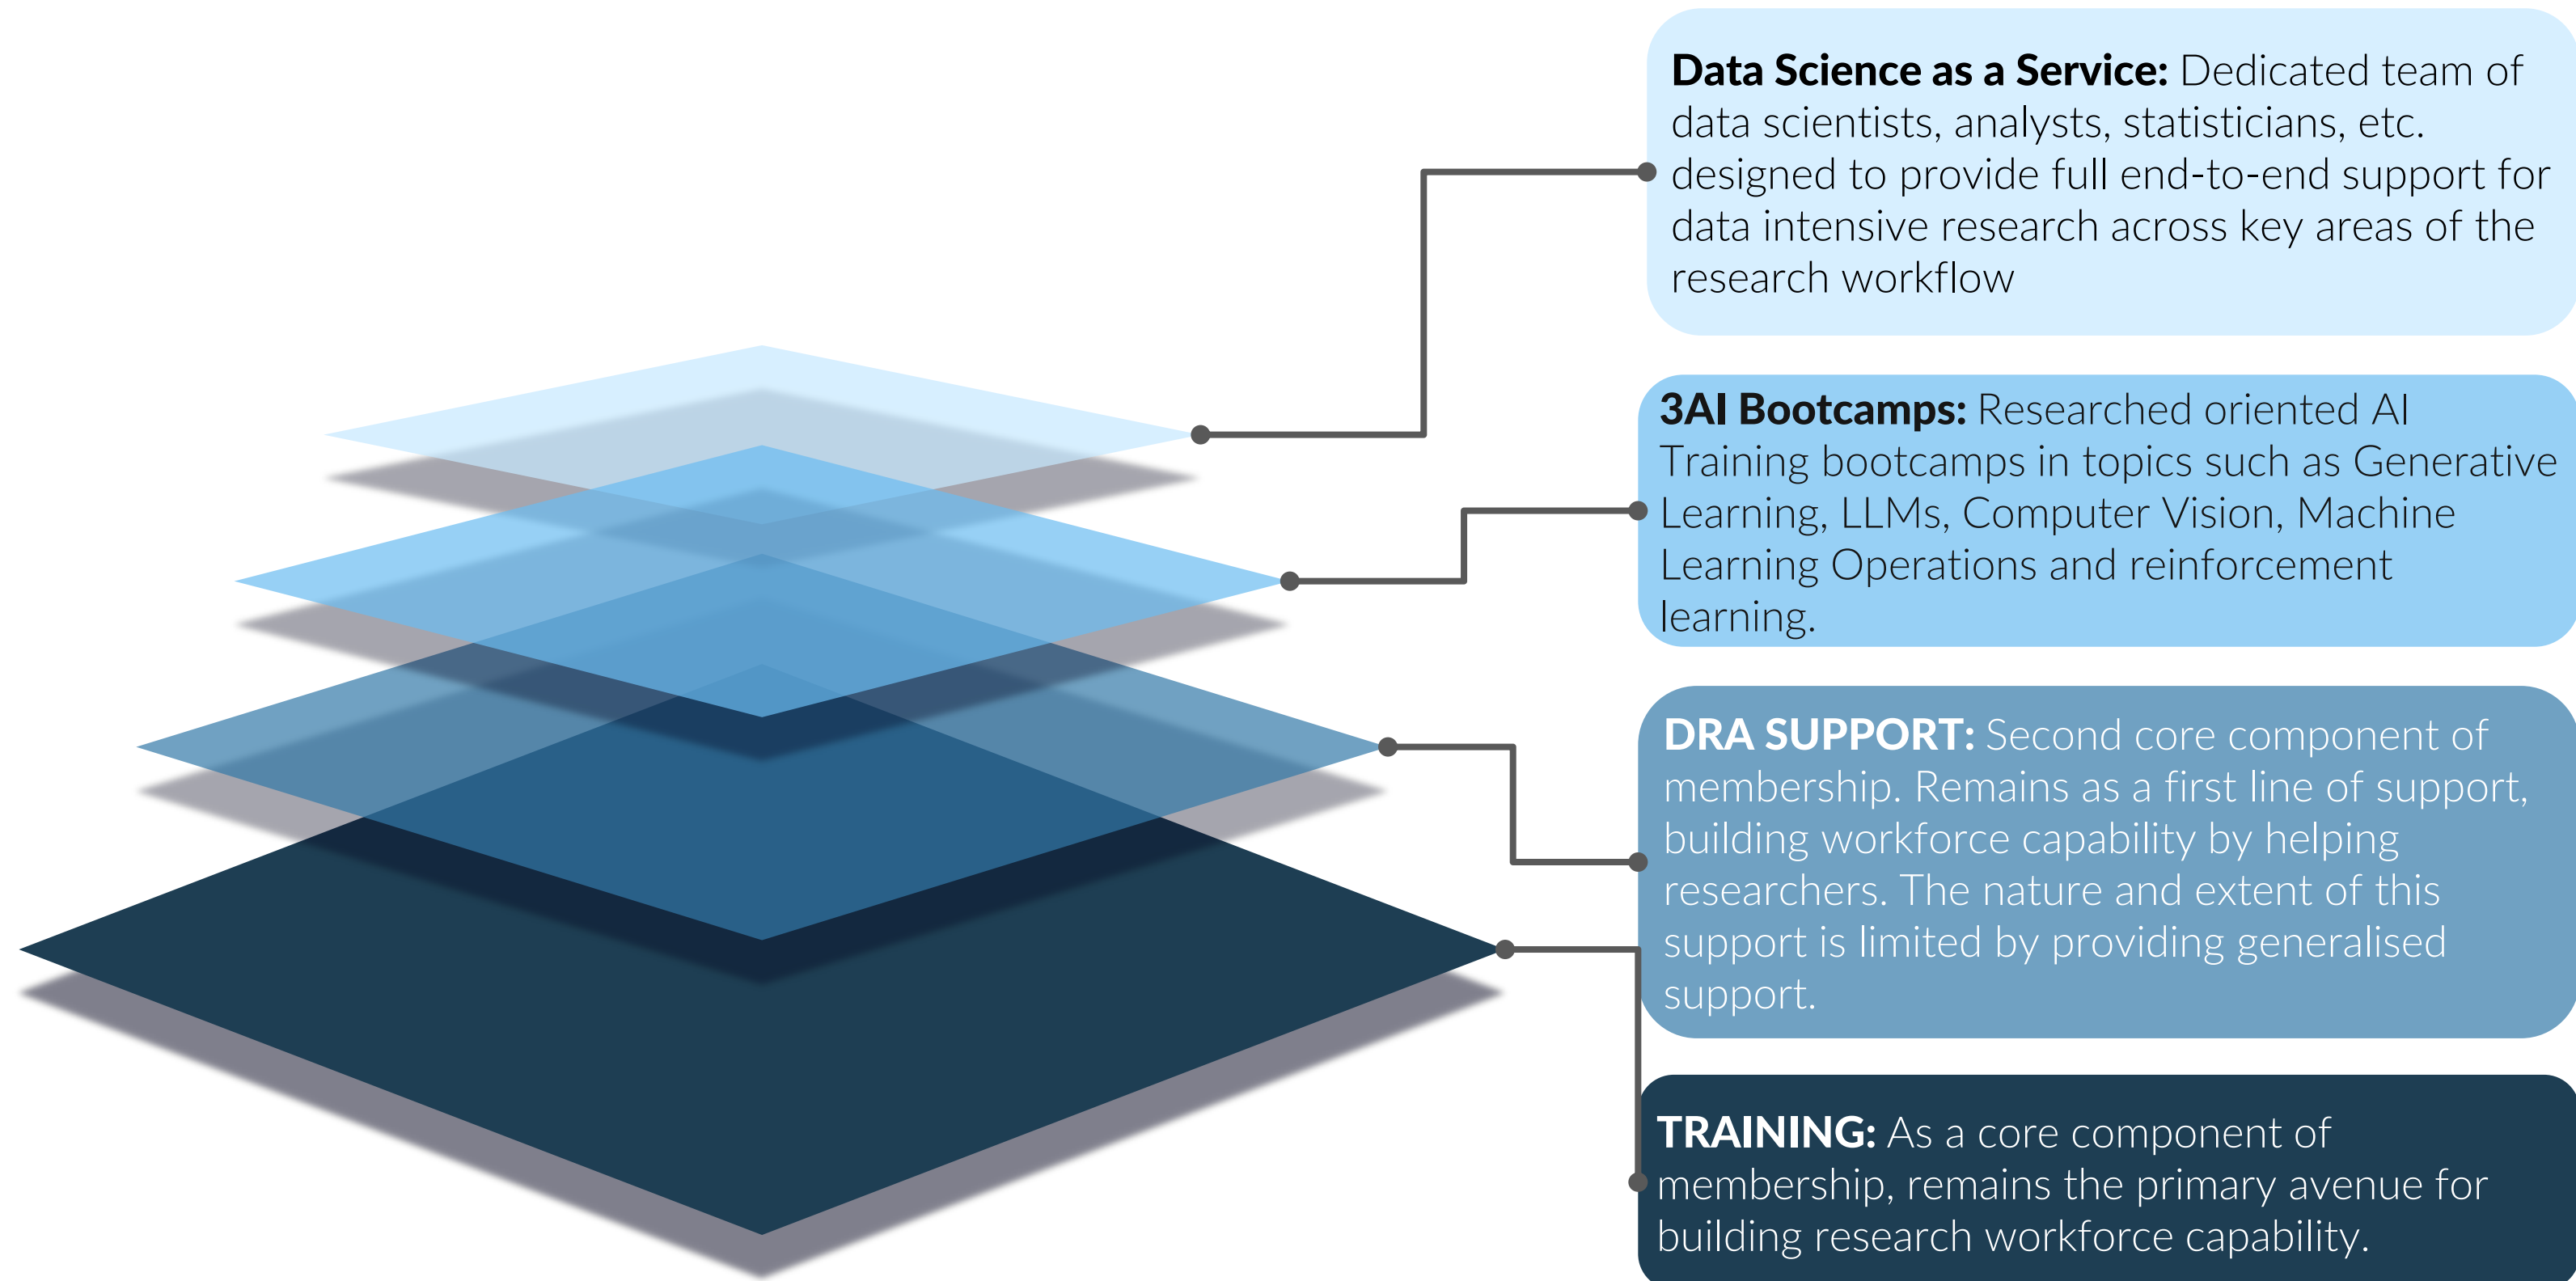 Data Science as a Service: Dedicated team of
data scientists, analysts, statisticians, etc.
designed to provide full end-to-end support for
data intensive research across key areas of the
research workflow
3AI Bootcamps: Researched oriented AI
Training bootcamps in topics such as Generative
Learning, LLMs, Computer Vision, Machine
Learning Operations and reinforcement
learning.
DRA SUPPORT: Second core component of
membership. Remains as a first line of support,
building workforce capability by helping
researchers. The nature and extent of this
support is limited by providing generalised
support.
TRAINING: As a core component of
membership, remains the primary avenue for
building research workforce capability.